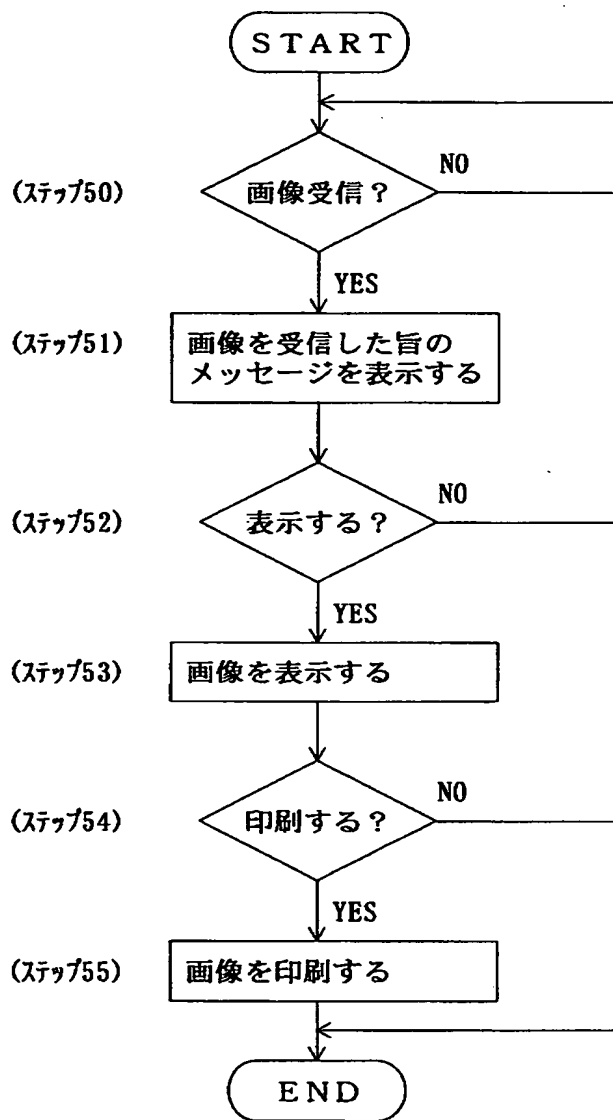 START
(ステップ50)
画像受信?
NO
YES
(ステップ51)
画像を受信した旨の
メッセージを表示する
(ステップ52)
表示する?
NO
YES
(ステップ53)
画像を表示する
(ステップ54)
印刷する?
NO
YES
(ステップ55)
画像を印刷する
END